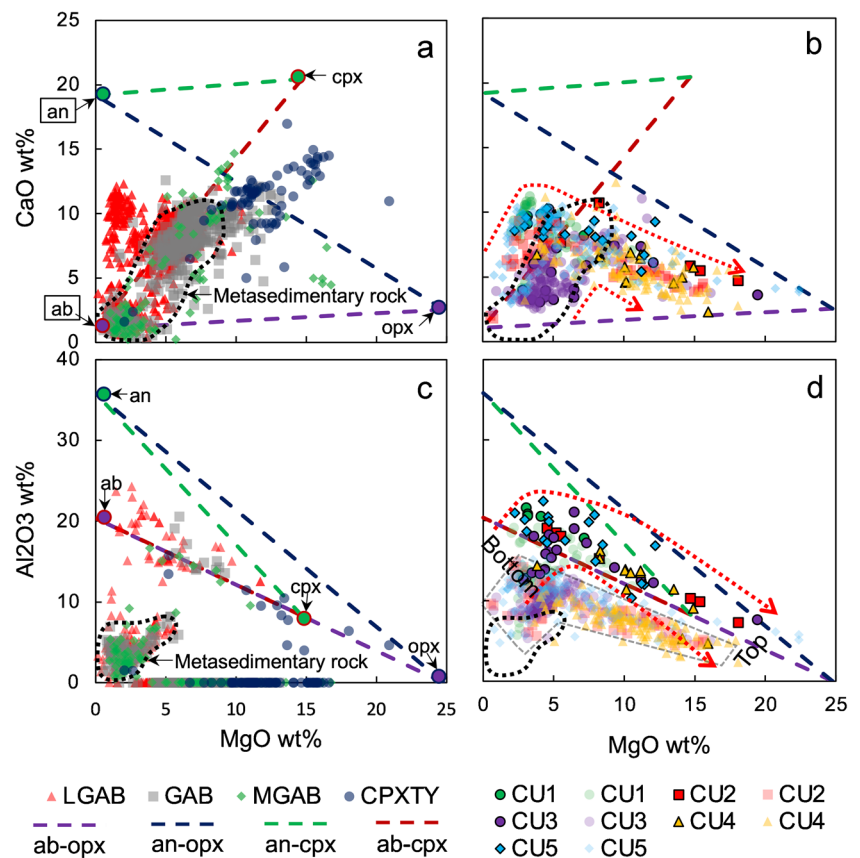 a
b
25
20
15
10
5
0
CaO wt%
an
cpx
ab
opx
Metasedimentary rock
c
d
40
30
20
10
0
Al2O3 wt%
an
ab
cpx
opx
Metasedimentary rock
Bottom
Top
0 5 10 15 20 25
0 5 10 15 20 25
MgO wt%
MgO wt%
LGAB GAB MGAB CPXTY
ab-opx an-opx an-cpx ab-cpx
CU1 CU1 CU2 CU2
CU3 CU3 CU4 CU4
CU5 CU5